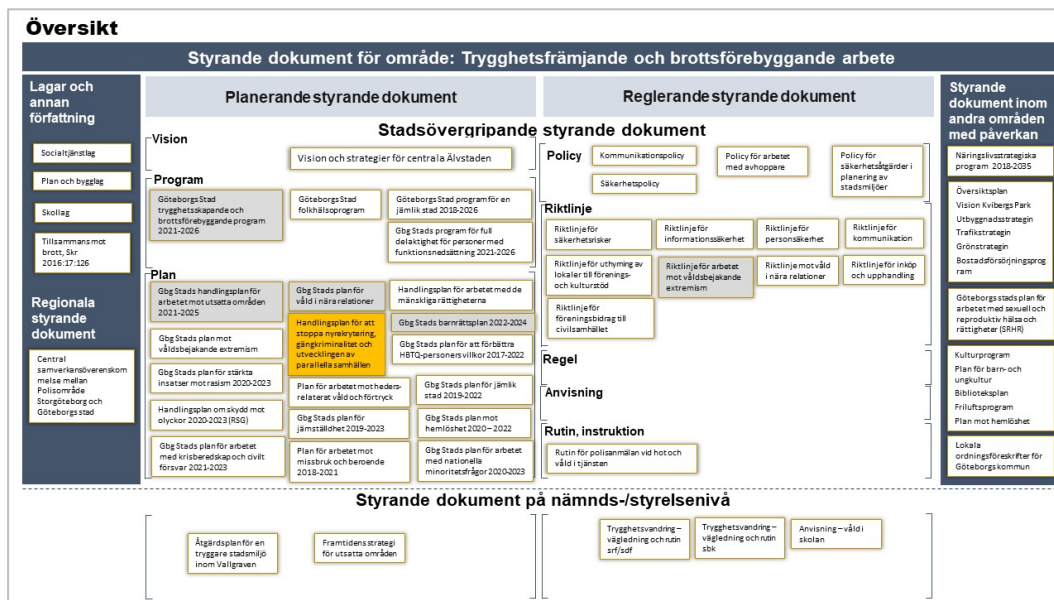 Översikt
Styrande dokument för område: Trygghetsfrämjande och brottsförebyggande arbete
Lagar och
annan
författning
Socialtjänstlag
Plan och bygglag
Skollag
Tillsammans mot
brott, Skr
2016:17:126
Regionala
styrande
dokument
Central
samverkansöverenskom
melse mellan
Polisområde
Storgöteborg och
Göteborgs stad
Planerande styrande dokument
Reglerande styrande dokument
Stadsövergripande styrande dokument
Vision
Vision och strategier för centrala Älvstaden
Program
Göteborgs Stad
trygghetsskapande och
brottsförebyggande program
2021-2026
Göteborgs Stad
folkhälsoprogram
Göteborgs Stad program för en
jämlik stad 2018-2026
Gbg Stads program för full
delaktighet för personer med
funktionsnedsättning 2021-2026
Plan
Gbg Stads handlingsplan för
arbetet mot utsatta områden
2021-2025
Gbg Stads plan för
våld i nära relationer
Handlingsplan för arbetet med de
mänskliga rättigheterna
Gbg Stads plan mot
våldsbejakande extremism
Handlingsplan för att
stoppa nyrekrytering,
gängkriminalitet och
utvecklingen av
parallella samhällen
Gbg Stads barnrättsplan 2022-2024
Gbg Stads plan för att förbättra
HBTQ-personers villkor 2017-2022
Gbg Stads plan för stärkta
insatser mot rasism 2020-2023
Plan för arbetet mot heders-
relaterat våld och förtryck
Gbg Stads plan för jämlik
stad 2019-2022
Handlingsplan om skydd mot
olyckor 2020-2023 (RSG)
Gbg Stads plan för
jämställdhet 2019-2023
Gbg Stads plan mot
hemlöshet 2020–2022
Gbg Stads plan för arbetet
med krisberedskap och civilt
försvar 2021-2023
Plan för arbetet mot
missbruk och beroende
2018-2021
Gbg Stads plan för arbetet
med nationella
minoritetsfrågor 2020-2023
Policy
Kommunikationspolicy
Säkerhetspolicy
Policy för arbetet
med avhoppare
Policy för
säkerhetsåtgärder i
planering av
stadsmiljöer
Riktlinje
Riktlinje för
säkerhetsrisker
Riktlinje för
informationssäkerhet
Riktlinje för
personsäkerhet
Riktlinje för
kommunikation
Riktlinje för uthyrning av
lokaler till förenings-
och kulturstöd
Riktlinje för arbetet
mot våldsbejakande
extremism
Riktlinje mot våld i
nära relationer
Riktlinje för inköp
och upphandling
Riktlinje för
föreningsbidrag till
civilsamhället
Regel
Anvisning
Rutin, instruktion
Rutin för polisanmälan vid hot och
våld i tjänsten
Styrande
dokument inom
andra områden
med påverkan
Näringslivsstrategiska
program 2018-2035
Översiktsplan
Vision Kvibergs Park
Utbyggnadsstrategin
Trafikstrategin
Grönstrategin
Bostadsförsörjningsprog
ram
Göteborgs stads plan för
arbetet med sexuell och
reproduktiv hälsa och
rättigheter (SRHR)
Kulturprogram
Plan för barn- och
ungkultur
Biblioteksplan
Friluftsprogram
Plan mot hemlöshet
Lokala
ordningsföreskrifter för
Göteborgs kommun
Styrande dokument på nämnds-/styrelsenivå
Åtgärdsplan för en
tryggare stadsmiljö
inom Vallgraven
Framtidens strategi
för utsatta områden
Trygghetsvandring –
vägledning och rutin
srf/sdf
Trygghetsvandring –
vägledning och rutin
sbk
Anvisning – våld i
skolan